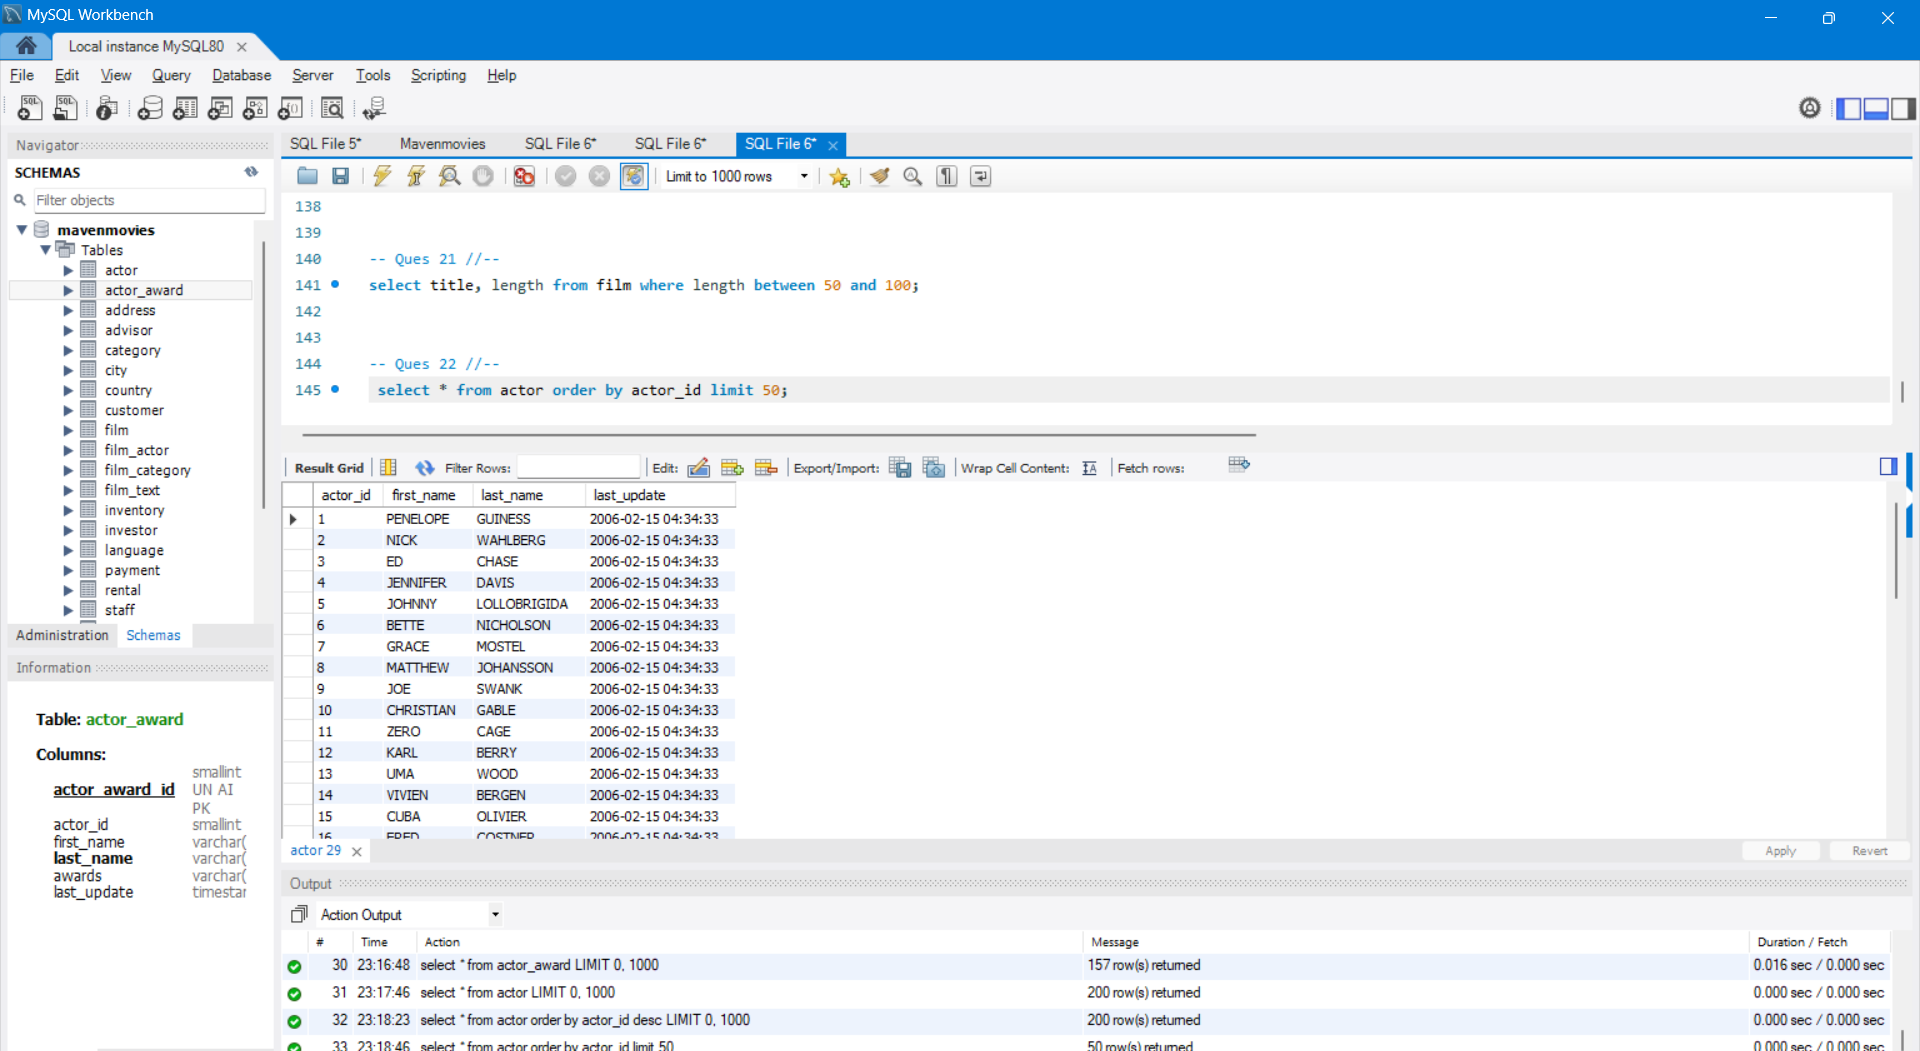 MySQL Workbench
Local instance MySQL80
File Edit View Query Database Server Tools Scripting Help
Navigator
SCHEMAS
Filter objects
mavenmovies
Tables
actor
actor_award
address
advisor
category
city
country
customer
film
film_actor
film_category
film_text
inventory
investor
language
payment
rental
staff
Administration Schemas
Information
Table: actor_award
Columns:
actor_award_id smallint UN AI PK
actor_id smallint
first_name varchar(
last_name varchar(
awards varchar(
last_update timestar
SQL File 5* Mavenmovies SQL File 6* SQL File 6* SQL File 6*
Limit to 1000 rows
138
139
140 -- Ques 21 //--
141 select title, length from film where length between 50 and 100;
142
143
144 -- Ques 22 //--
145 select * from actor order by actor_id limit 50;
Result Grid Filter Rows: Edit: Export/Import: Wrap Cell Content: Fetch rows:
actor_id first_name last_name last_update
1 PENELOPE GUINESS 2006-02-15 04:34:33
2 NICK WAHLBERG 2006-02-15 04:34:33
3 ED CHASE 2006-02-15 04:34:33
4 JENNIFER DAVIS 2006-02-15 04:34:33
5 JOHNNY LOLLOBRIGIDA 2006-02-15 04:34:33
6 BETTE NICHOLSON 2006-02-15 04:34:33
7 GRACE MOSTEL 2006-02-15 04:34:33
8 MATTHEW JOHANSSON 2006-02-15 04:34:33
9 JOE SWANK 2006-02-15 04:34:33
10 CHRISTIAN GABLE 2006-02-15 04:34:33
11 ZERO CAGE 2006-02-15 04:34:33
12 KARL BERRY 2006-02-15 04:34:33
13 UMA WOOD 2006-02-15 04:34:33
14 VIVIEN BERGEN 2006-02-15 04:34:33
15 CUBA OLIVIER 2006-02-15 04:34:33
16 FRED COSTNER 2006-02-15 04:34:33
actor 29 Apply Revert
Output
Action Output
# Time Action Message Duration / Fetch
30 23:16:48 select * from actor_award LIMIT 0, 1000 157 row(s) returned 0.016 sec / 0.000 sec
31 23:17:46 select * from actor LIMIT 0, 1000 200 row(s) returned 0.000 sec / 0.000 sec
32 23:18:23 select * from actor order by actor_id desc LIMIT 0, 1000 200 row(s) returned 0.000 sec / 0.000 sec
33 23:18:46 select * from actor order by actor_id limit 50 50 row(s) returned 0.000 sec / 0.000 sec